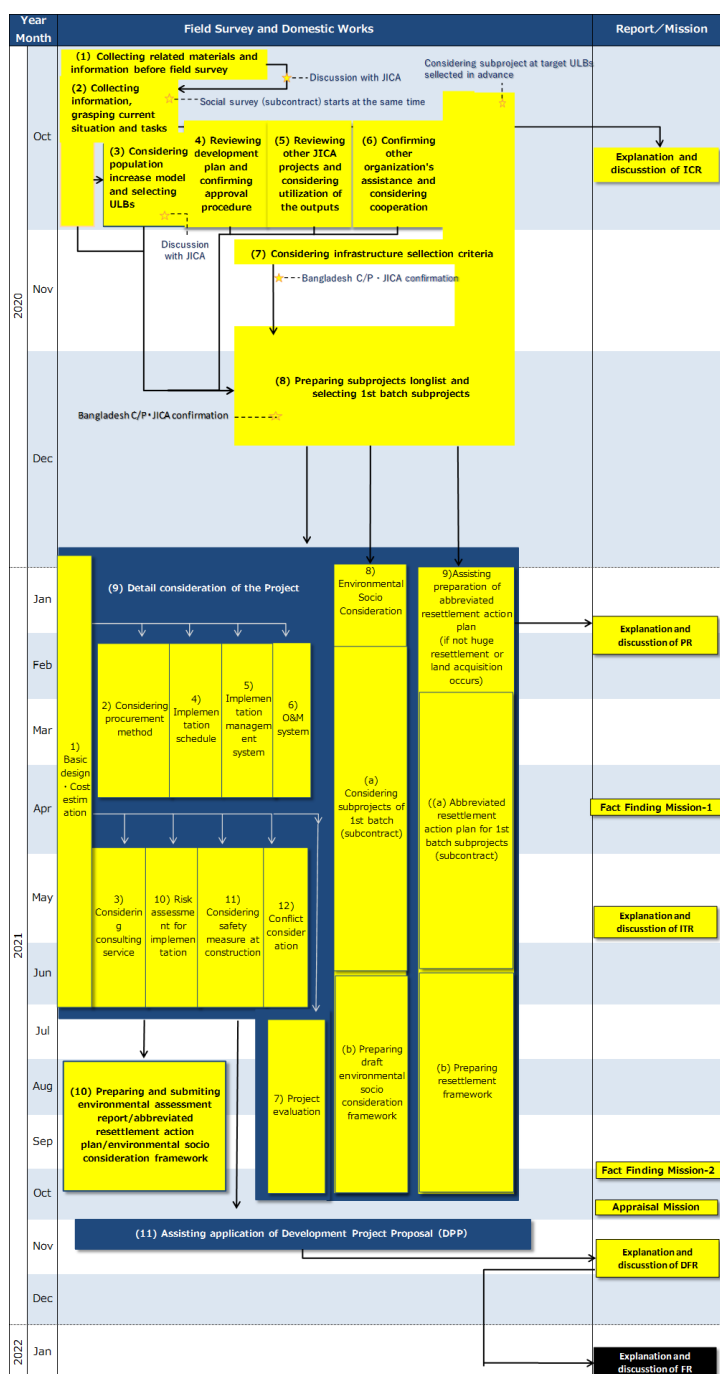 Year
Month
Field Survey and Domestic Works
Report／Mission
2020
Oct
Nov
Dec
(1) Collecting related materials and
information before field survey
Discussion with JICA
Considering subproject at target ULBs
selected in advance
(2) Collecting
information,
grasping current
situation and tasks
Social survey (subcontract) starts at the same time
(3) Considering
population
increase model
and selecting
ULBs
4) Reviewing
development
plan and
confirming
approval
procedure
(5) Reviewing
other JICA
projects and
considering
utilization of
the outputs
(6) Confirming
other
organization's
assistance and
considering
cooperation
Explanation and
discusstion of ICR
Discussion
with JICA
(7) Considering infrastructure sellection criteria
Bangladesh C/P・JICA confirmation
(8) Preparing subprojects longlist and
selecting 1st batch subprojects
Bangladesh C/P・JICA confirmation
2021
Jan
Feb
Mar
Apr
May
Jun
Jul
Aug
Sep
Oct
Nov
Dec
(9) Detail consideration of the Project
8)
Environmental
Socio
Consideration
9)Assisting
preparation of
abbreviated
resettlement action
plan
(if not huge
resettlement or
land acquisition
occurs)
Explanation and
discusstion of PR
1)
Basic
design
・Cost
estim
ation
2) Considering
procurement
method
4)
Implemen
tation
schedule
5)
Implemen
tation
managem
ent
system
6)
O&M
system
(a)
Considering
subprojects of
1st batch
(subcontract)
((a) Abbreviated
resettlement
action plan for 1st
batch subprojects
(subcontract)
Fact Finding Mission-1
3)
Considerin
g
consulting
service
10) Risk
assessme
nt for
implemen
tation
11)
Considering
safety
measure at
construction
12)
Conflict
consider
ation
Explanation and
discusstion of ITR
7) Project
evaluation
(b) Preparing
draft
environmental
socio
consideration
framework
(b) Preparing
resettlement
framework
(10) Preparing and submiting
environmental assessment
report/abbreviated
resettlement action
plan/environmental socio
consideration framework
Fact Finding Mission-2
Appraisal Mission
(11) Assisting application of Development Project Proposal (DPP)
Explanation and
discusstion of DFR
2022
Jan
Explanation and
discusstion of FR